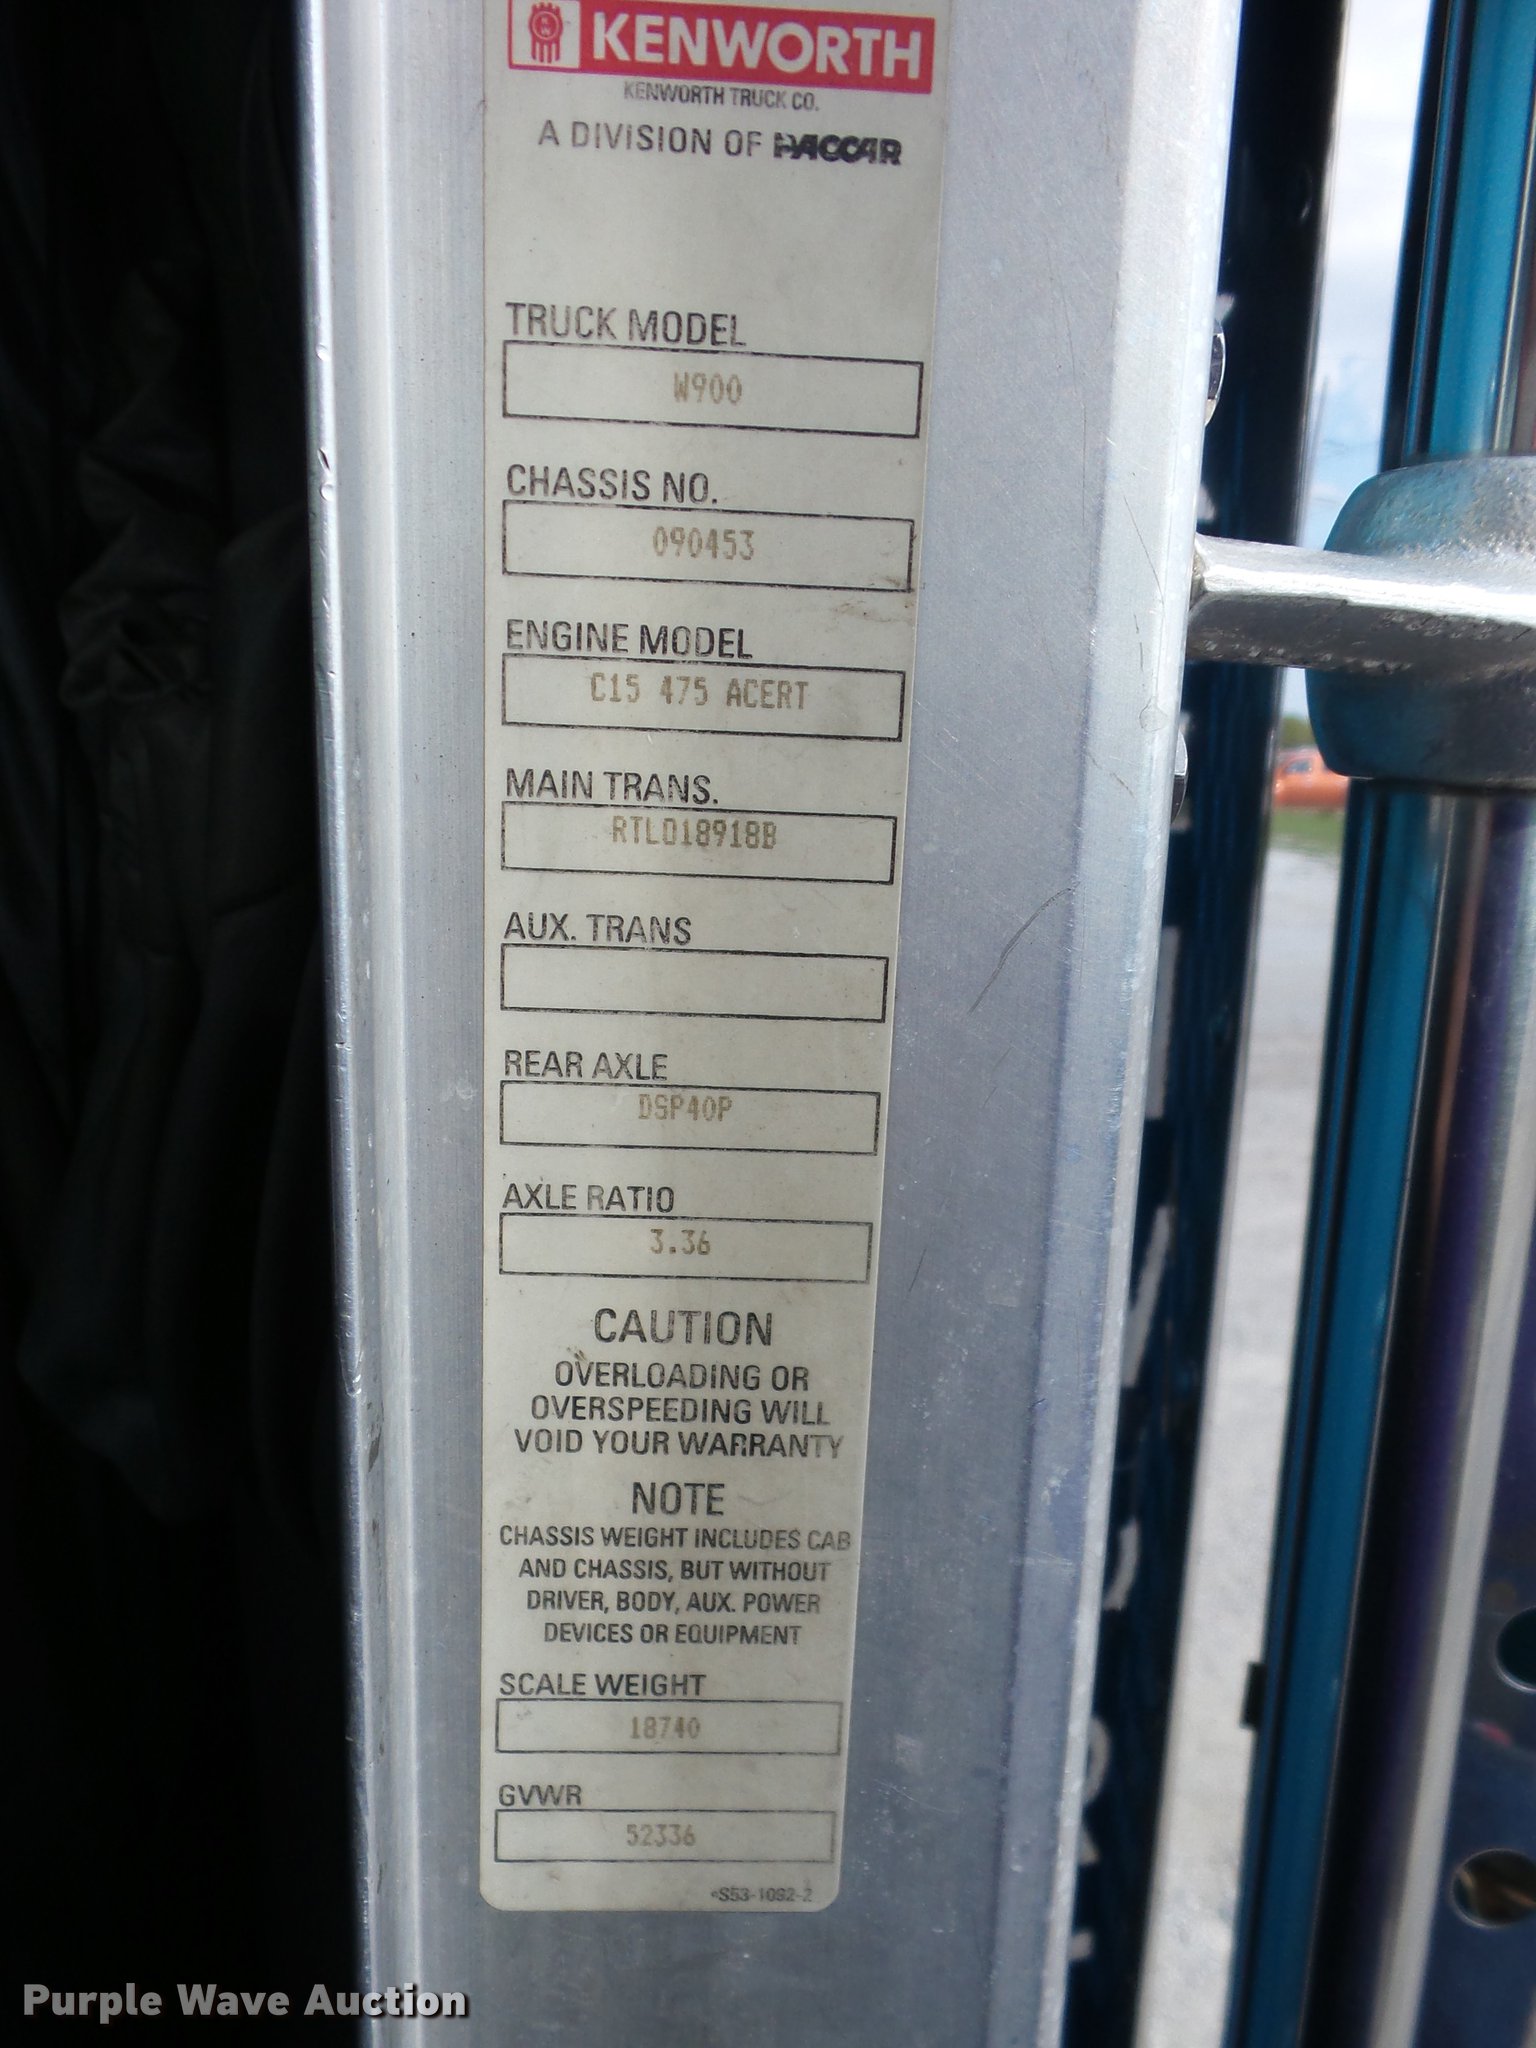 KENWORTH
KENWORTH TRUCK CO.
A DIVISION OF PACCAR
TRUCK MODEL
W900
CHASSIS NO.
090453
ENGINE MODEL
C15 475 ACERT
MAIN TRANS.
RTLO18918B
AUX. TRANS
REAR AXLE
DSP40P
AXLE RATIO
3.36
CAUTION
OVERLOADING OR
OVERSPEEDING WILL
VOID YOUR WARRANTY
NOTE
CHASSIS WEIGHT INCLUDES CAB
AND CHASSIS, BUT WITHOUT
DRIVER, BODY, AUX. POWER
DEVICES OR EQUIPMENT
SCALE WEIGHT
18740
GVWR
52336
Purple Wave Auction